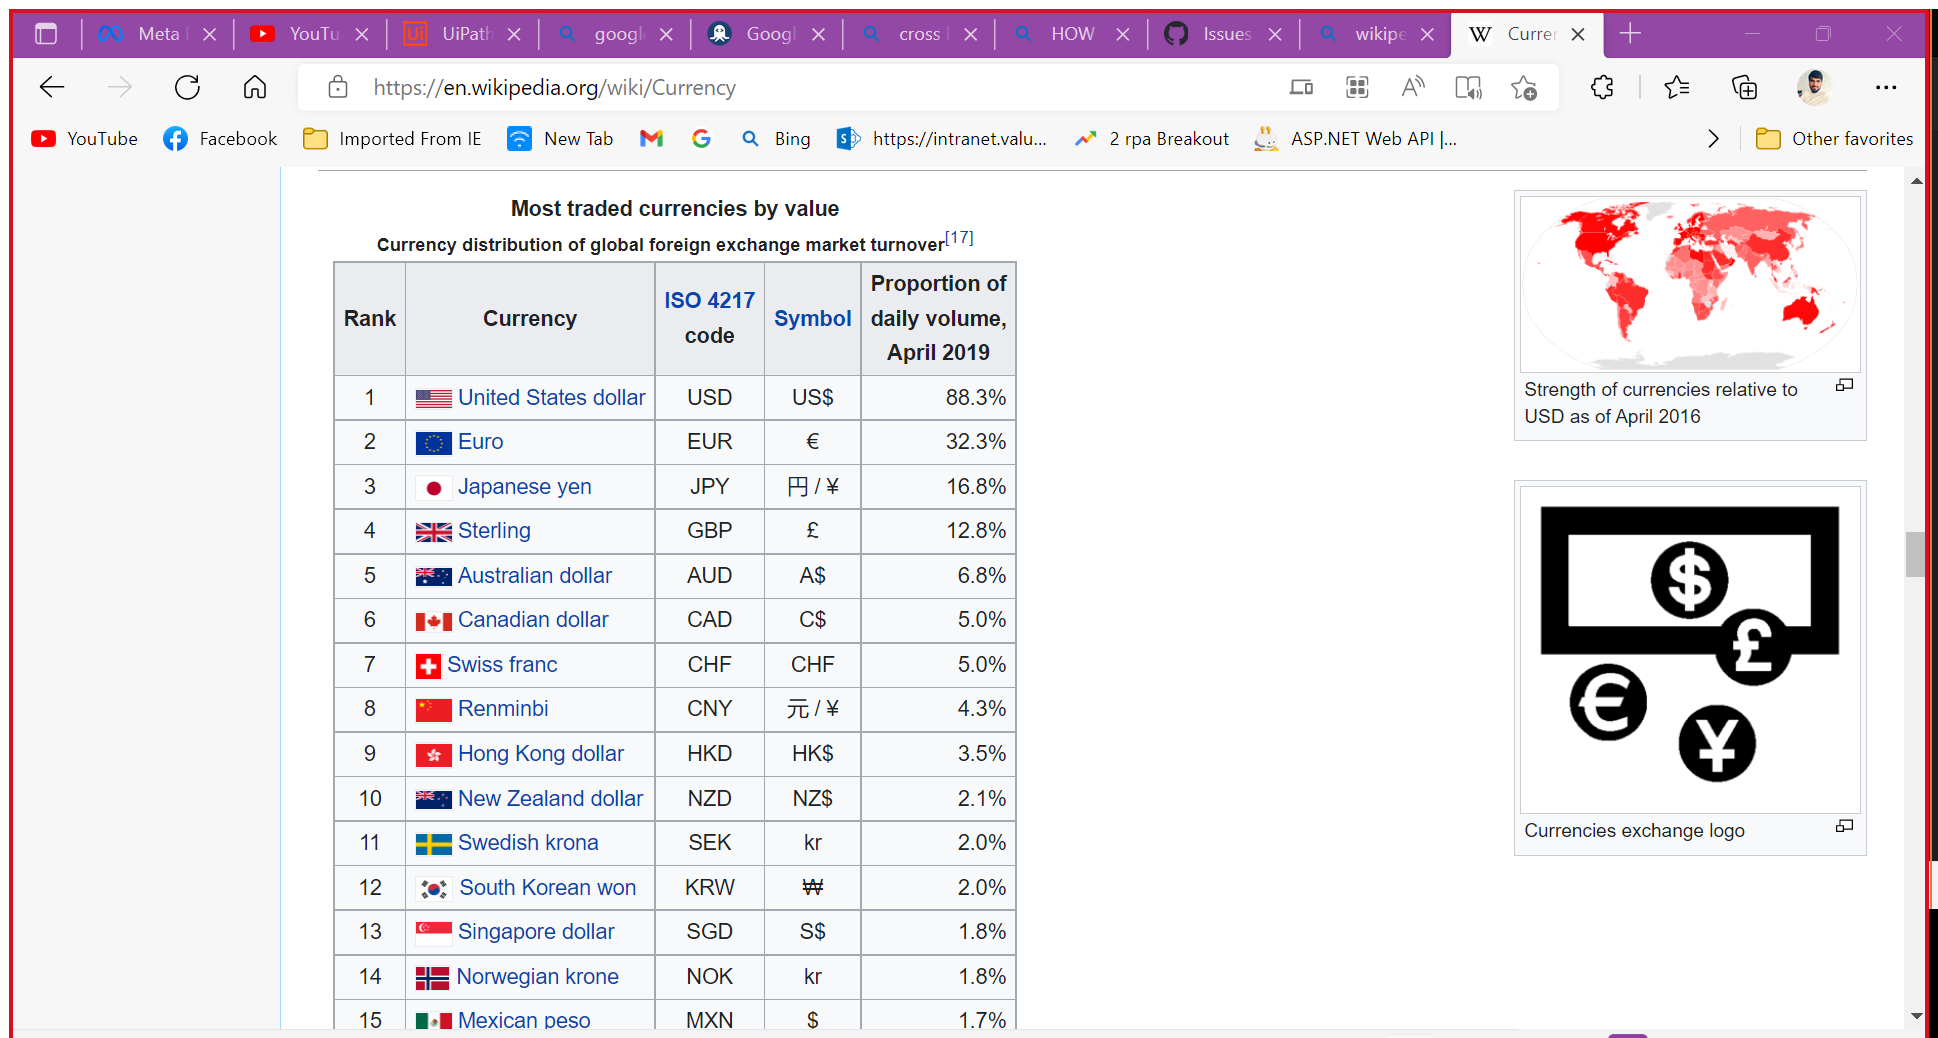 Meta
YouTu
UiPath
googl
Googl
cross
HOW
Issues
wikipe
Curren
https://en.wikipedia.org/wiki/Currency
YouTube
Facebook
Imported From IE
New Tab
Bing
https://intranet.valu...
2 rpa Breakout
ASP.NET Web API |...
Other favorites
Most traded currencies by value
Currency distribution of global foreign exchange market turnover[17]
Rank Currency ISO 4217 code Symbol Proportion of daily volume, April 2019
1 United States dollar USD US$ 88.3%
2 Euro EUR € 32.3%
3 Japanese yen JPY 円 / ¥ 16.8%
4 Sterling GBP £ 12.8%
5 Australian dollar AUD A$ 6.8%
6 Canadian dollar CAD C$ 5.0%
7 Swiss franc CHF CHF 5.0%
8 Renminbi CNY 元 / ¥ 4.3%
9 Hong Kong dollar HKD HK$ 3.5%
10 New Zealand dollar NZD NZ$ 2.1%
11 Swedish krona SEK kr 2.0%
12 South Korean won KRW ₩ 2.0%
13 Singapore dollar SGD S$ 1.8%
14 Norwegian krone NOK kr 1.8%
15 Mexican peso MXN $ 1.7%
Strength of currencies relative to
USD as of April 2016
$
£
€
¥
Currencies exchange logo